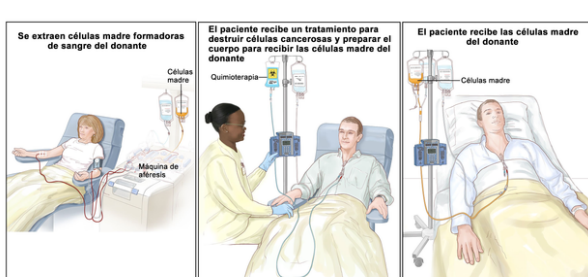 Se extraen células madre formadoras
de sangre del donante
Células
madre
Máquina de
aféresis
El paciente recibe un tratamiento para
destruir células cancerosas y preparar el
cuerpo para recibir las células madre del
donante
Quimioterapia
El paciente recibe las células madre
del donante
Células madre